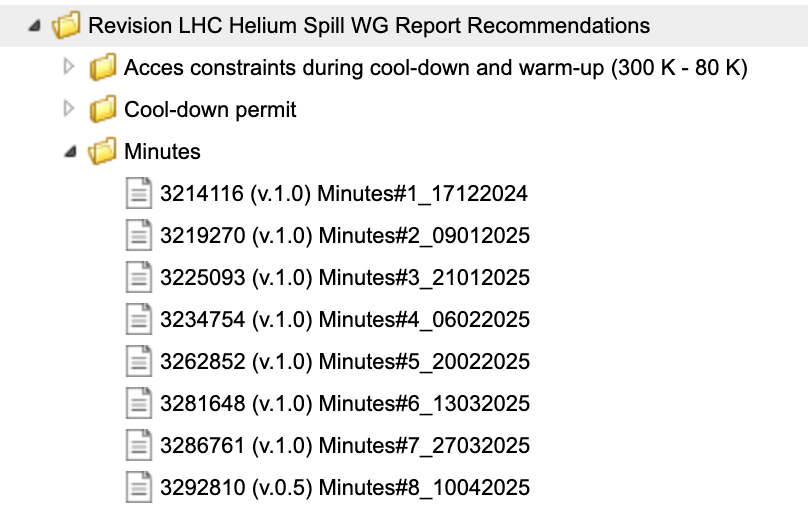 Revision LHC Helium Spill WG Report Recommendations
Acces constraints during cool-down and warm-up (300 K - 80 K)
Cool-down permit
Minutes
3214116 (v.1.0) Minutes#1_17122024
3219270 (v.1.0) Minutes#2_09012025
3225093 (v.1.0) Minutes#3_21012025
3234754 (v.1.0) Minutes#4_06022025
3262852 (v.1.0) Minutes#5_20022025
3281648 (v.1.0) Minutes#6_13032025
3286761 (v.1.0) Minutes#7_27032025
3292810 (v.0.5) Minutes#8_10042025